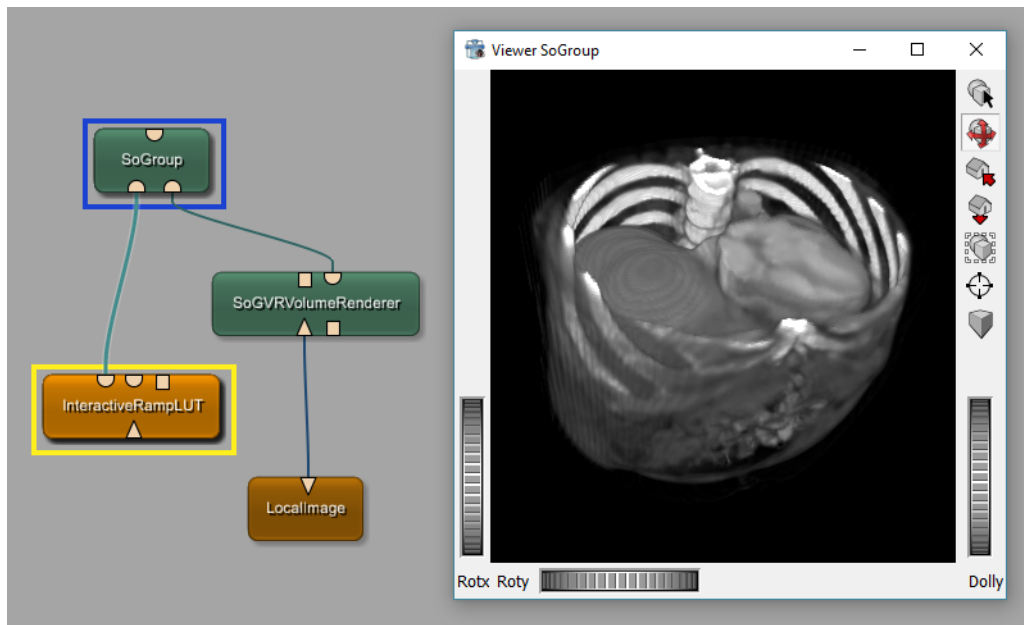 Viewer SoGroup
SoGroup
SoGVRVolumeRenderer
InteractiveRampLUT
LocalImage
Rotx Roty
Dolly